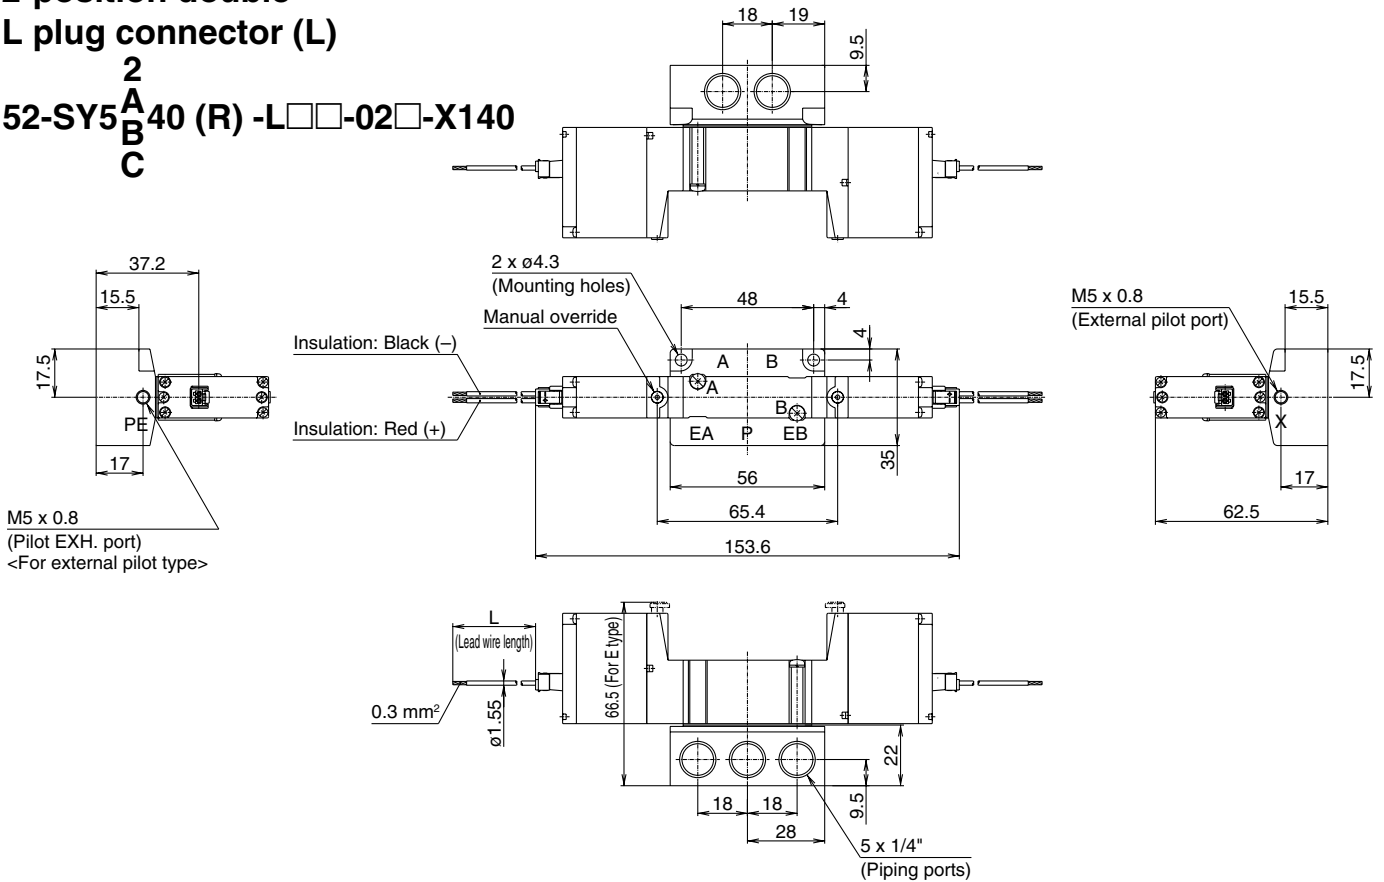 2-position double
L plug connector (L)
2
A
B
C
52-SY5 40 (R) -L□□-02□-X140
18
19
9.5
37.2
15.5
17.5
PE
17
M5 x 0.8
(Pilot EXH. port)
<For external pilot type>
2 x ø4.3
(Mounting holes)
Manual override
Insulation: Black (–)
Insulation: Red (+)
48
4
4
A
B
A
B
EA
P
EB
35
56
65.4
153.6
M5 x 0.8
(External pilot port)
15.5
17.5
X
17
62.5
L
(Lead wire length)
0.3 mm²
ø1.55
66.5 (For E type)
22
9.5
18
18
28
5 x 1/4"
(Piping ports)